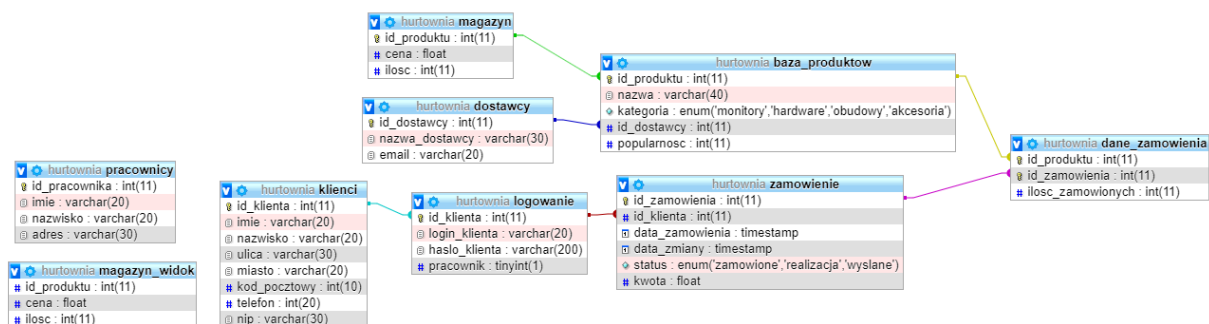 hurtownia magazyn
id_produktu : int(11)
cena : float
ilosc : int(11)
hurtownia dostawcy
id_dostawcy : int(11)
nazwa_dostawcy : varchar(30)
email : varchar(20)
hurtownia baza_produktow
id_produktu : int(11)
nazwa : varchar(40)
kategoria : enum('monitory','hardware','obudowy','akcesoria')
id_dostawcy : int(11)
popularnosc : int(11)
hurtownia dane_zamowienia
id_produktu : int(11)
id_zamowienia : int(11)
ilosc_zamowionych : int(11)
hurtownia pracownicy
id_pracownika : int(11)
imie : varchar(20)
nazwisko : varchar(20)
adres : varchar(30)
hurtownia klienci
id_klienta : int(11)
imie : varchar(20)
nazwisko : varchar(20)
ulica : varchar(30)
miasto : varchar(20)
kod_pocztowy : int(10)
telefon : int(20)
nip : varchar(30)
hurtownia logowanie
id_klienta : int(11)
login_klienta : varchar(20)
haslo_klienta : varchar(200)
pracownik : tinyint(1)
hurtownia zamowienie
id_zamowienia : int(11)
id_klienta : int(11)
data_zamowienia : timestamp
data_zmiany : timestamp
status : enum('zamowione','realizacja','wyslane')
kwota : float
hurtownia magazyn_widok
id_produktu : int(11)
cena : float
ilosc : int(11)